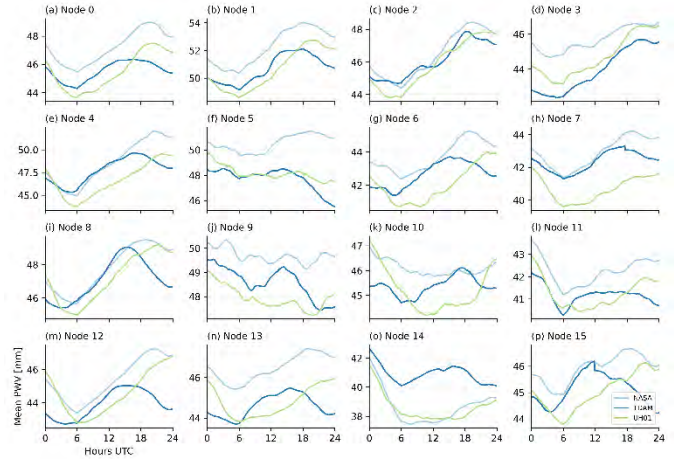 (a) Node 0 (b) Node 1 (c) Node 2 (d) Node 3
48 46 44
54 52 50
48 46 44
46 44
(e) Node 4 (f) Node 5 (g) Node 6 (h) Node 7
50.0 47.5 45.0
50 48 46
44 42
44 42 40
(i) Node 8 (j) Node 9 (k) Node 10 (l) Node 11
48 46
50 49 48
47 46 45
43 42 41
(m) Node 12 (n) Node 13 (o) Node 14 (p) Node 15
46 44
46 44
42 40 38
46 45 44
Mean PWV [mm]
NASA
UH01
0 6 12 18 24 0 6 12 18 24 0 6 12 18 24 0 6 12 18 24
Hours UTC